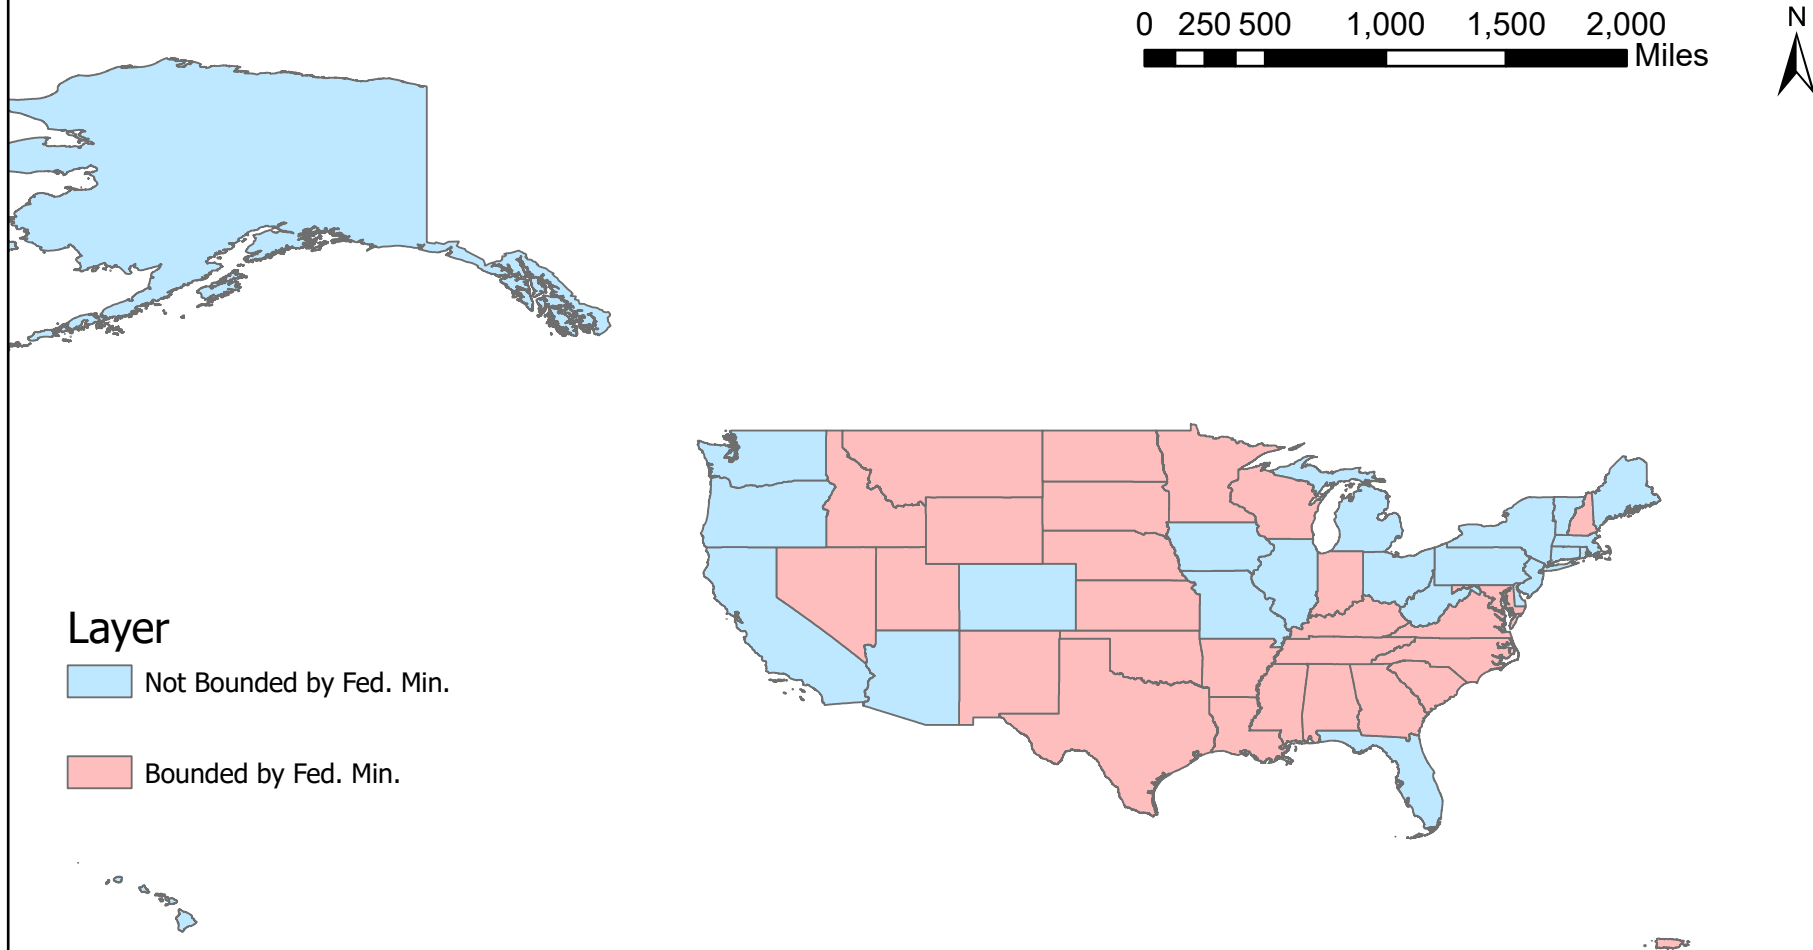 0 250 500 1,000 1,500 2,000
Miles
N
Layer
Not Bounded by Fed. Min.
Bounded by Fed. Min.